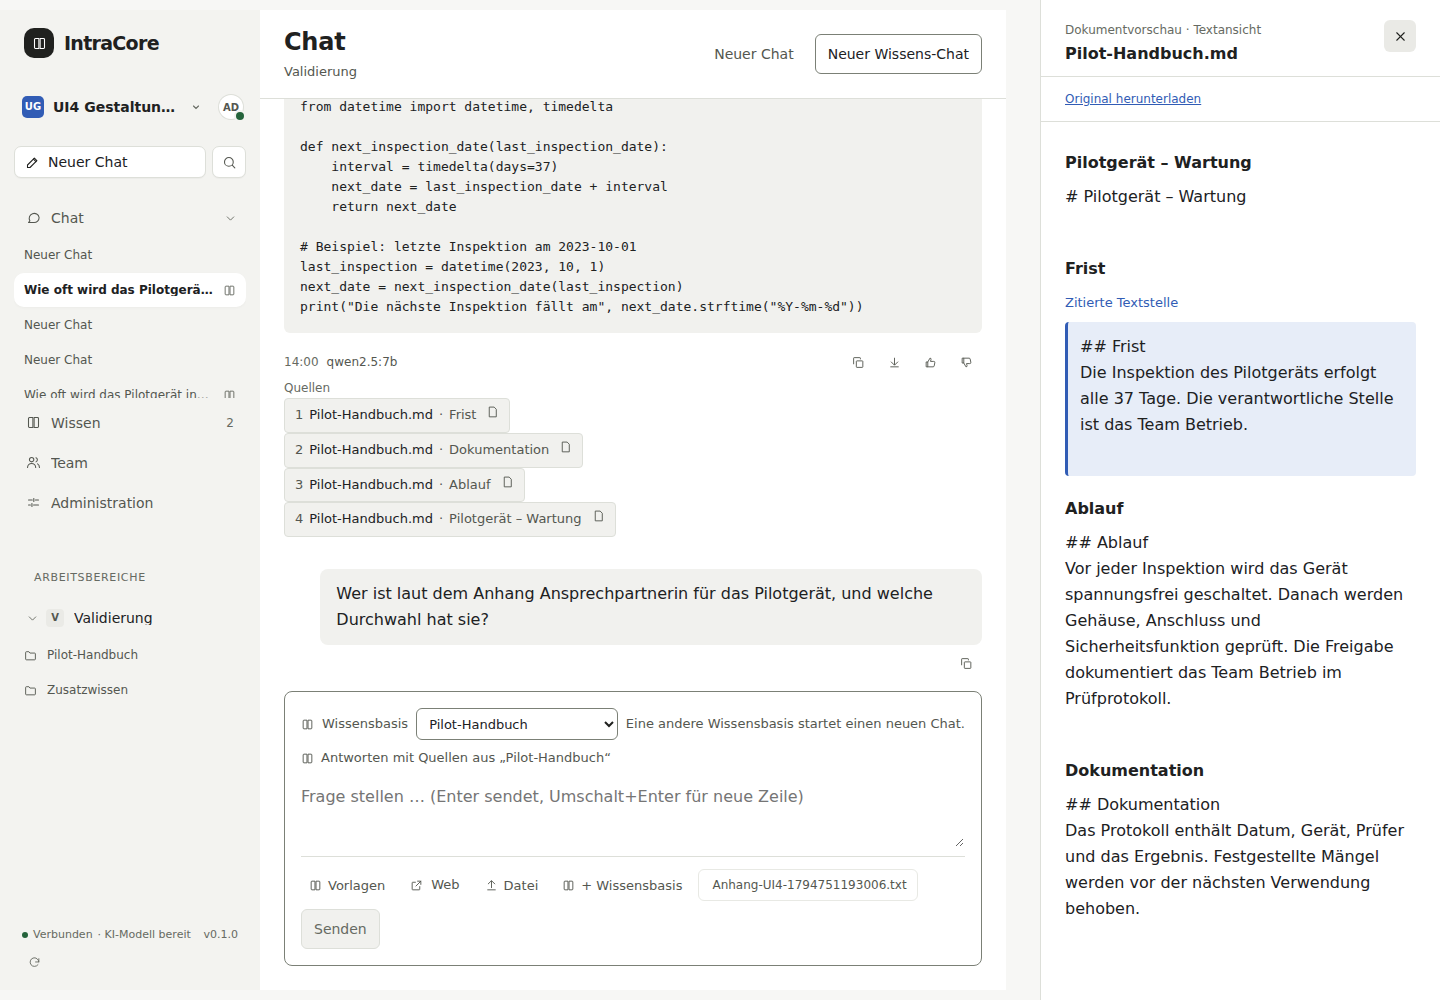 IntraCore
UG UI4 Gestaltun... AD
Neuer Chat
Chat
Neuer Chat
Wie oft wird das Pilotgerä...
Neuer Chat
Neuer Chat
Wie oft wird das Pilotgerät in...
Wissen 2
Team
Administration
ARBEITSBEREICHE
V Validierung
Pilot-Handbuch
Zusatzwissen
Verbunden · KI-Modell bereit v0.1.0
Chat
Validierung
Neuer Chat
Neuer Wissens-Chat
from datetime import datetime, timedelta
def next_inspection_date(last_inspection_date):
    interval = timedelta(days=37)
    next_date = last_inspection_date + interval
    return next_date
# Beispiel: letzte Inspektion am 2023-10-01
last_inspection = datetime(2023, 10, 1)
next_date = next_inspection_date(last_inspection)
print("Die nächste Inspektion fällt am", next_date.strftime("%Y-%m-%d"))
14:00 qwen2.5:7b
Quellen
1 Pilot-Handbuch.md · Frist
2 Pilot-Handbuch.md · Dokumentation
3 Pilot-Handbuch.md · Ablauf
4 Pilot-Handbuch.md · Pilotgerät – Wartung
Wer ist laut dem Anhang Ansprechpartnerin für das Pilotgerät, und welche
Durchwahl hat sie?
Wissensbasis Pilot-Handbuch Eine andere Wissensbasis startet einen neuen Chat.
Antworten mit Quellen aus „Pilot-Handbuch“
Frage stellen … (Enter sendet, Umschalt+Enter für neue Zeile)
Vorlagen Web Datei + Wissensbasis Anhang-UI4-1794751193006.txt
Senden
Dokumentvorschau · Textansicht
Pilot-Handbuch.md
Original herunterladen
Pilotgerät – Wartung
# Pilotgerät – Wartung
Frist
Zitierte Textstelle
## Frist
Die Inspektion des Pilotgeräts erfolgt
alle 37 Tage. Die verantwortliche Stelle
ist das Team Betrieb.
Ablauf
## Ablauf
Vor jeder Inspektion wird das Gerät
spannungsfrei geschaltet. Danach werden
Gehäuse, Anschluss und
Sicherheitsfunktion geprüft. Die Freigabe
dokumentiert das Team Betrieb im
Prüfprotokoll.
Dokumentation
## Dokumentation
Das Protokoll enthält Datum, Gerät, Prüfer
und das Ergebnis. Festgestellte Mängel
werden vor der nächsten Verwendung
behoben.